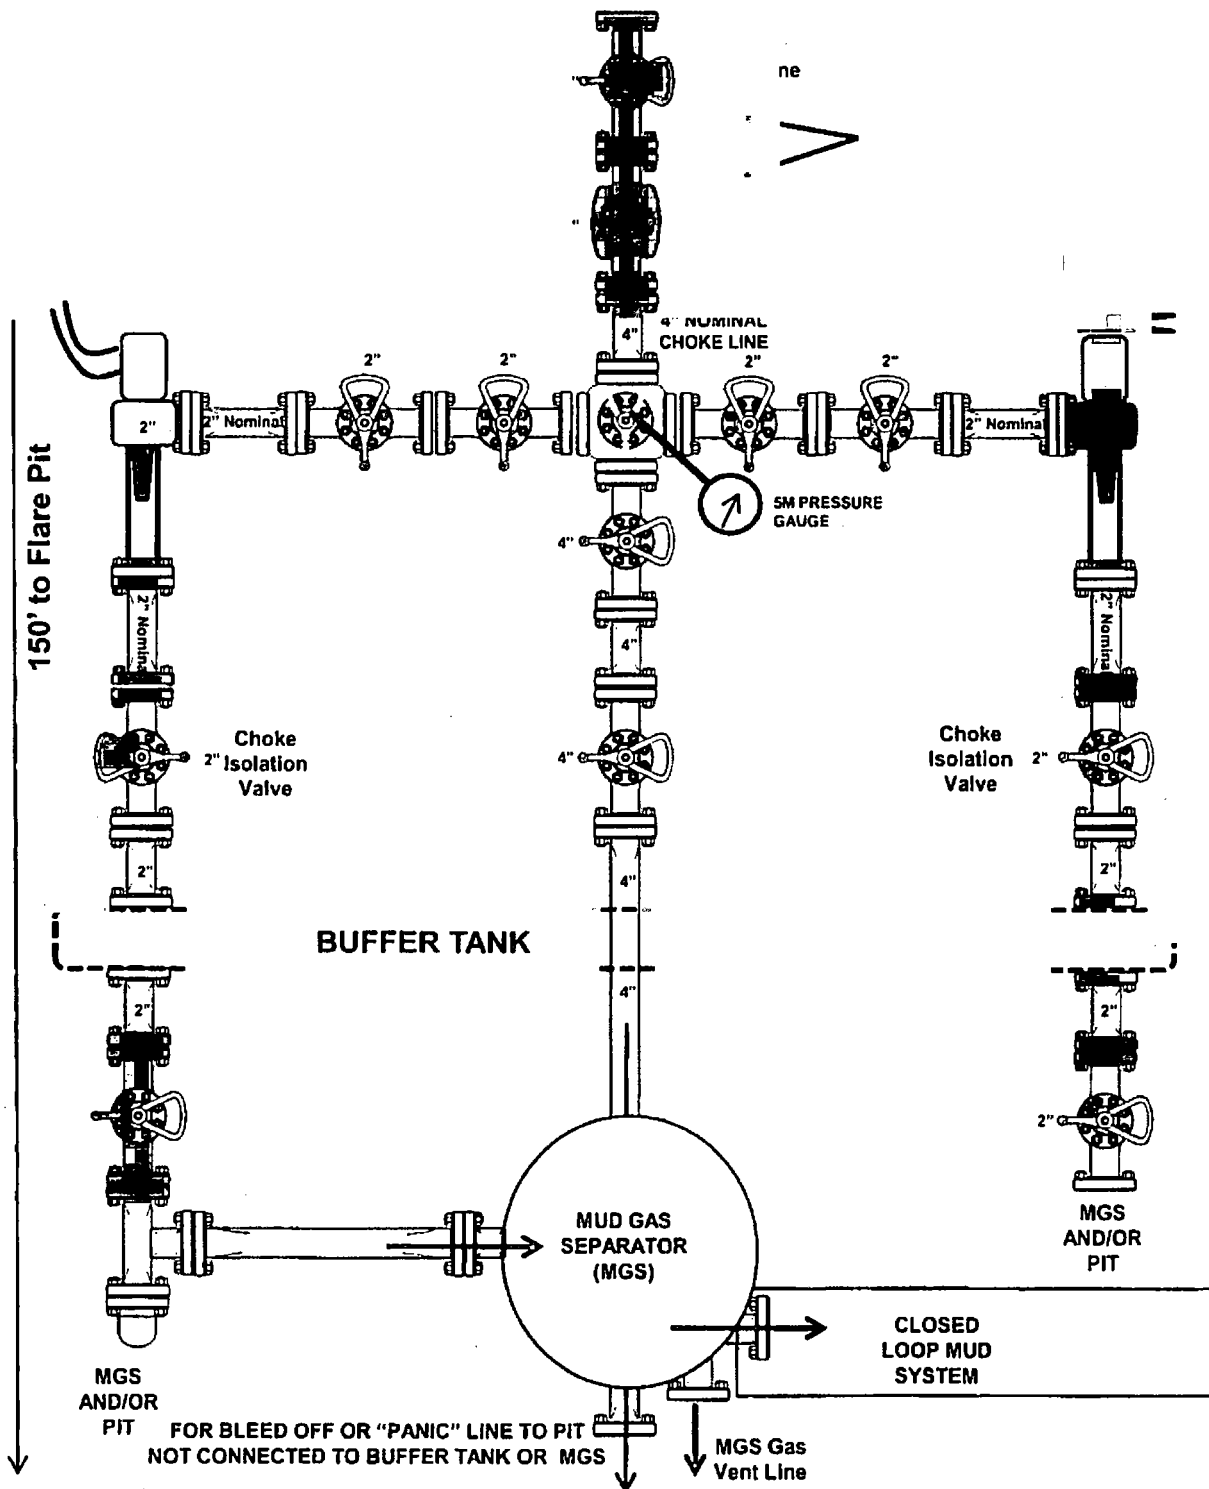 ne
4"
4" NOMINAL
CHOKE LINE
2"
2"
2"
2"
2"
2" Nominal
2" Nominal
5M PRESSURE
GAUGE
4"
150' to Flare Pit
2" Nominal
4"
2" Nominal
2"
Choke
Isolation
Valve
4"
Choke
Isolation
Valve
2"
2"
4"
2"
BUFFER TANK
2"
4"
2"
2"
MUD GAS
SEPARATOR
(MGS)
MGS
AND/OR
PIT
CLOSED
LOOP MUD
SYSTEM
MGS
AND/OR
PIT
FOR BLEED OFF OR “PANIC” LINE TO PIT
NOT CONNECTED TO BUFFER TANK OR MGS
MGS Gas
Vent Line